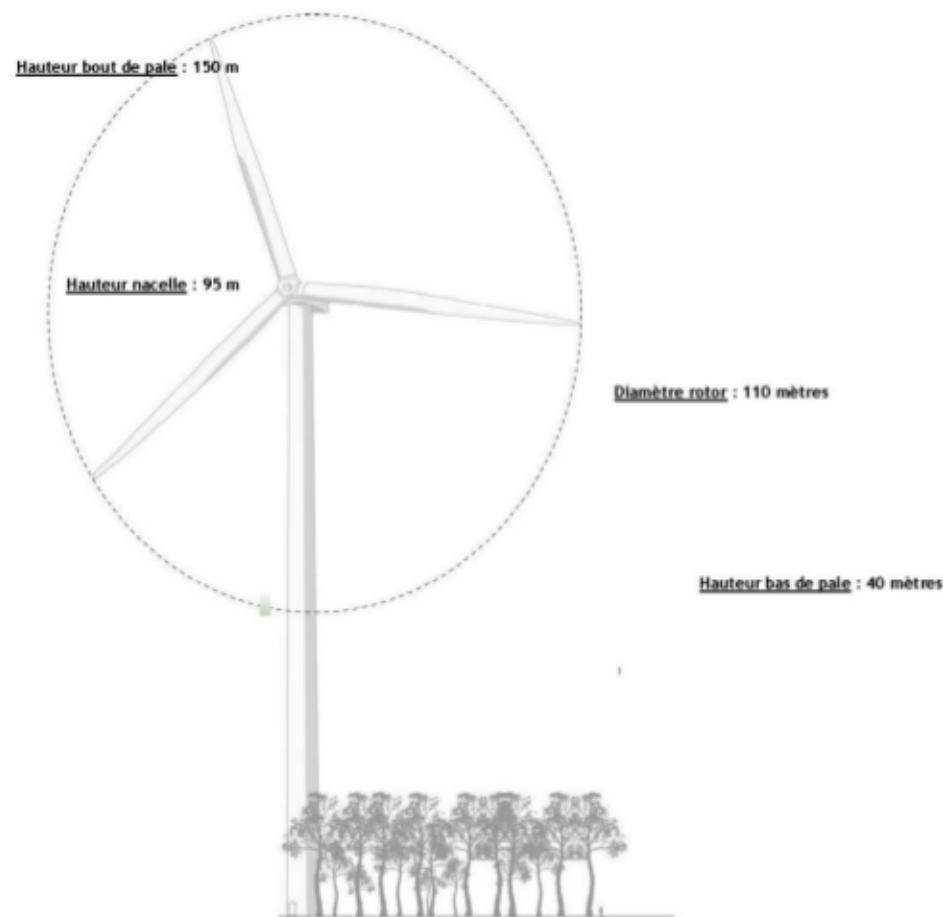 Hauteur bout de pale : 150 m
Hauteur nacelle : 95 m
Diamètre rotor : 110 mètres
Hauteur bas de pale : 40 mètres